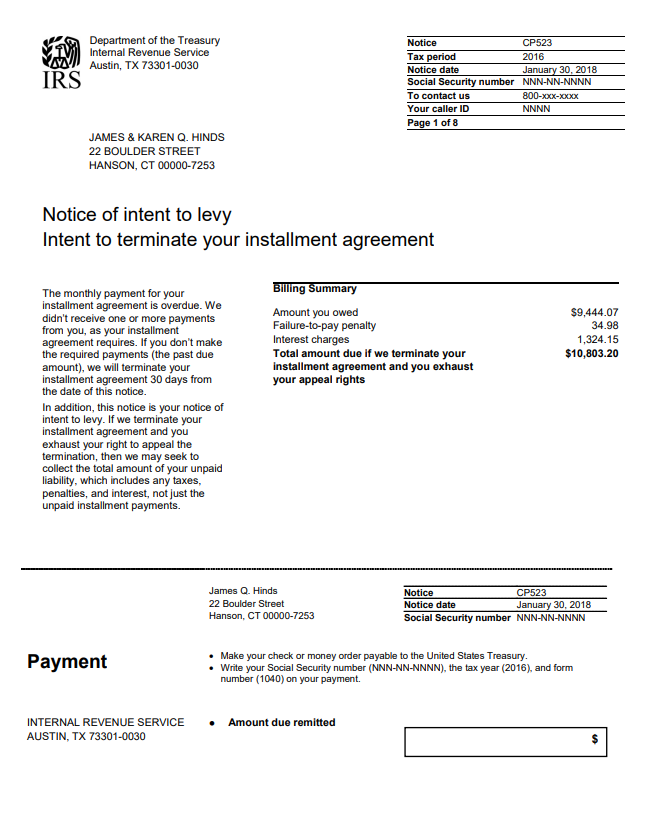 IRS
Department of the Treasury
Internal Revenue Service
Austin, TX 73301-0030
Notice CP523
Tax period 2016
Notice date January 30, 2018
Social Security number NNN-NN-NNNN
To contact us 800-xxx-xxxx
Your caller ID NNNN
Page 1 of 8
JAMES & KAREN Q. HINDS
22 BOULDER STREET
HANSON, CT 00000-7253
Notice of intent to levy
Intent to terminate your installment agreement
The monthly payment for your
installment agreement is overdue. We
didn't receive one or more payments
from you, as your installment
agreement requires. If you don't make
the required payments (the past due
amount), we will terminate your
installment agreement 30 days from
the date of this notice.
In addition, this notice is your notice of
intent to levy. If we terminate your
installment agreement and you
exhaust your right to appeal the
termination, then we may seek to
collect the total amount of your unpaid
liability, which includes any taxes,
penalties, and interest, not just the
unpaid installment payments.
Billing Summary
Amount you owed $9,444.07
Failure-to-pay penalty 34.98
Interest charges 1,324.15
Total amount due if we terminate your $10,803.20
installment agreement and you exhaust
your appeal rights
James Q. Hinds
22 Boulder Street
Hanson, CT 00000-7253
Notice CP523
Notice date January 30, 2018
Social Security number NNN-NN-NNNN
Payment
• Make your check or money order payable to the United States Treasury.
• Write your Social Security number (NNN-NN-NNNN), the tax year (2016), and form
number (1040) on your payment.
INTERNAL REVENUE SERVICE
AUSTIN, TX 73301-0030
• Amount due remitted
$